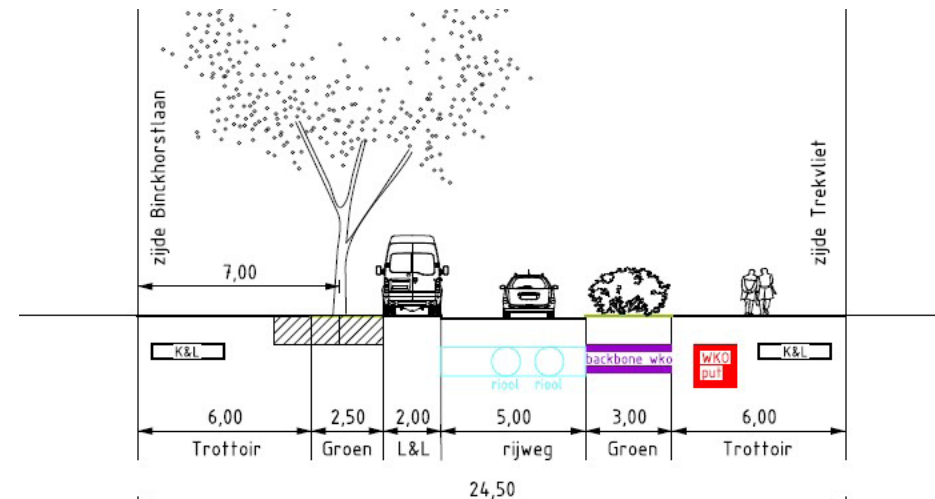 zijde Binckhorstlaan
zijde Trekvliet
7,00
K&L
riool
riool
backbone wko
WKO
put
K&L
6,00
2,50
2,00
5,00
3,00
6,00
Trottoir
Groen
L&L
rijweg
Groen
Trottoir
24,50